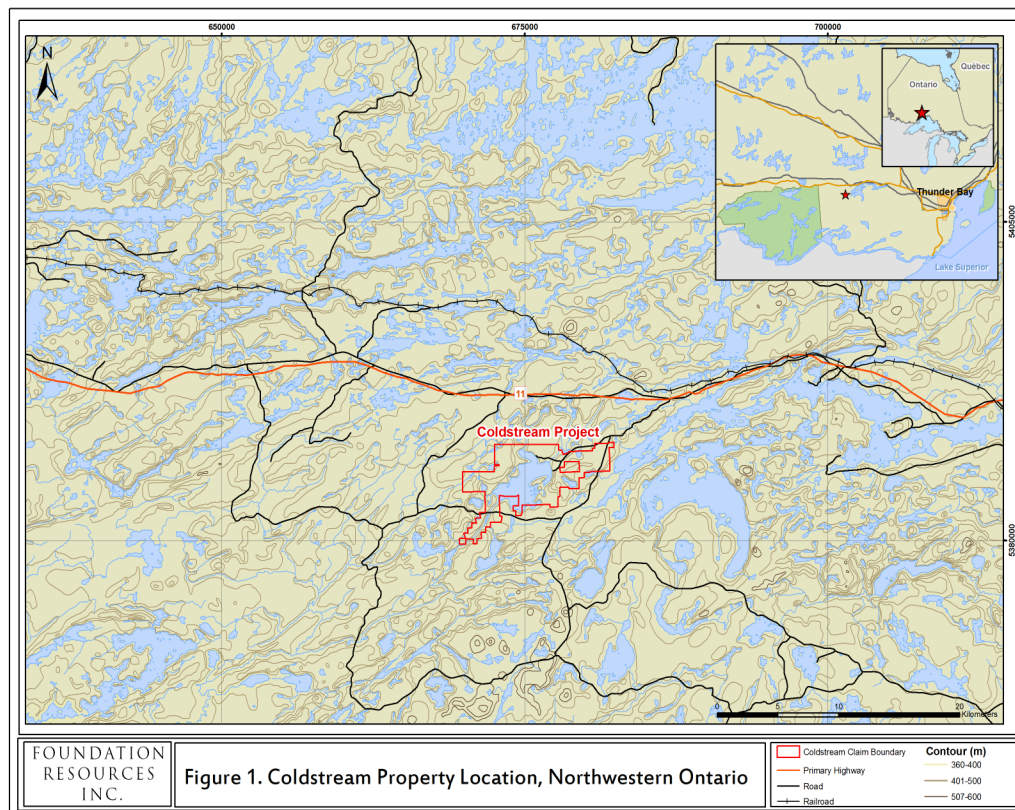 650000
675000
700000
N
Québec
Ontario
Thunder Bay
Lake Superior
5405000
11
Coldstream Project
5380000
0 5 10 20
Kilometers
FOUNDATION
RESOURCES
INC.
Figure 1. Coldstream Property Location, Northwestern Ontario
Coldstream Claim Boundary
Primary Highway
Road
Railroad
Contour (m)
360-400
401-500
507-600